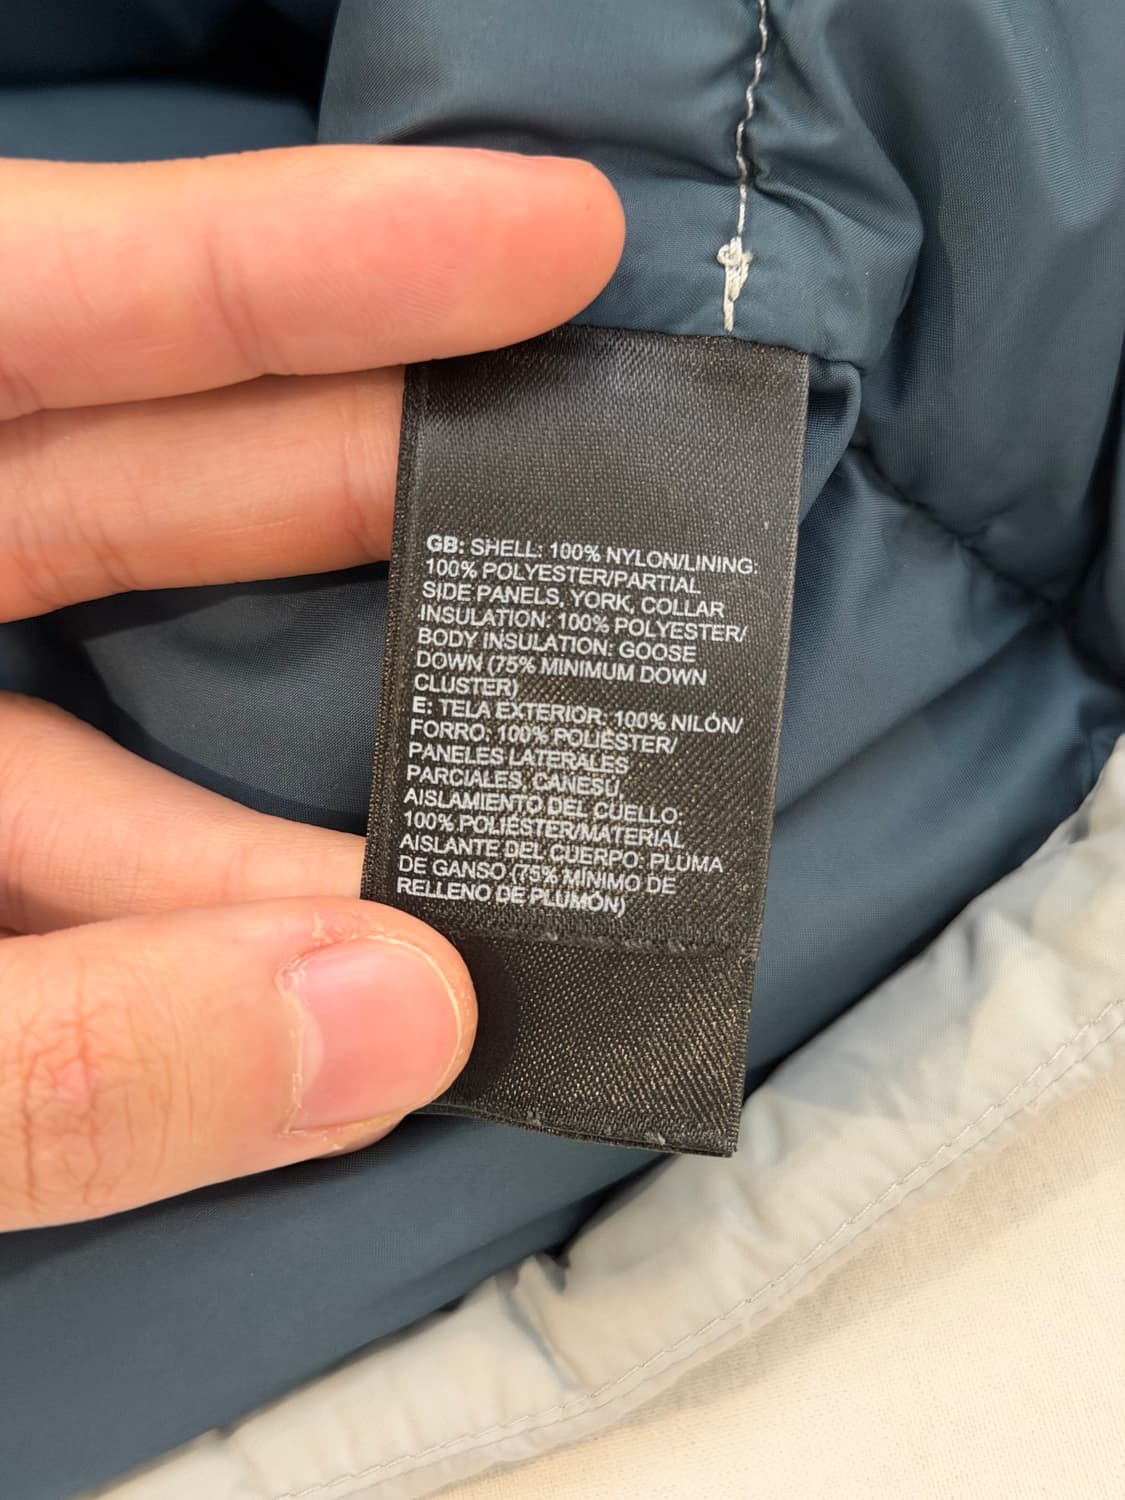 GB: SHELL: 100% NYLON/LINING:
100% POLYESTER/PARTIAL
SIDE PANELS, YORK, COLLAR
INSULATION: 100% POLYESTER/
BODY INSULATION: GOOSE
DOWN (75% MINIMUM DOWN
CLUSTER)
E: TELA EXTERIOR: 100% NILÓN/
FORRO: 100% POLIÉSTER/
PANELES LATERALES
PARCIALES, CANESÚ,
AISLAMIENTO DEL CUELLO:
100% POLIÉSTER/MATERIAL
AISLANTE DEL CUERPO: PLUMA
DE GANSO (75% MÍNIMO DE
RELLENO DE PLUMÓN)